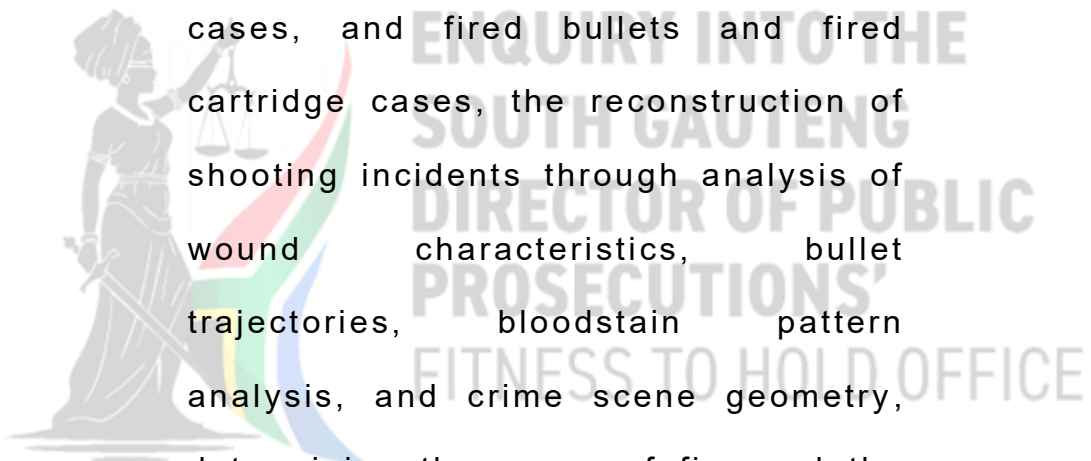 cases, and fired bullets and fired
cartridge cases, the reconstruction of
shooting incidents through analysis of
wound characteristics, bullet
trajectories, bloodstain pattern
analysis, and crime scene geometry,
ENQUIRY INTO THE
SOUTH GAUTENG
DIRECTOR OF PUBLIC
PROSECUTIONS'
FITNESS TO HOLD OFFICE